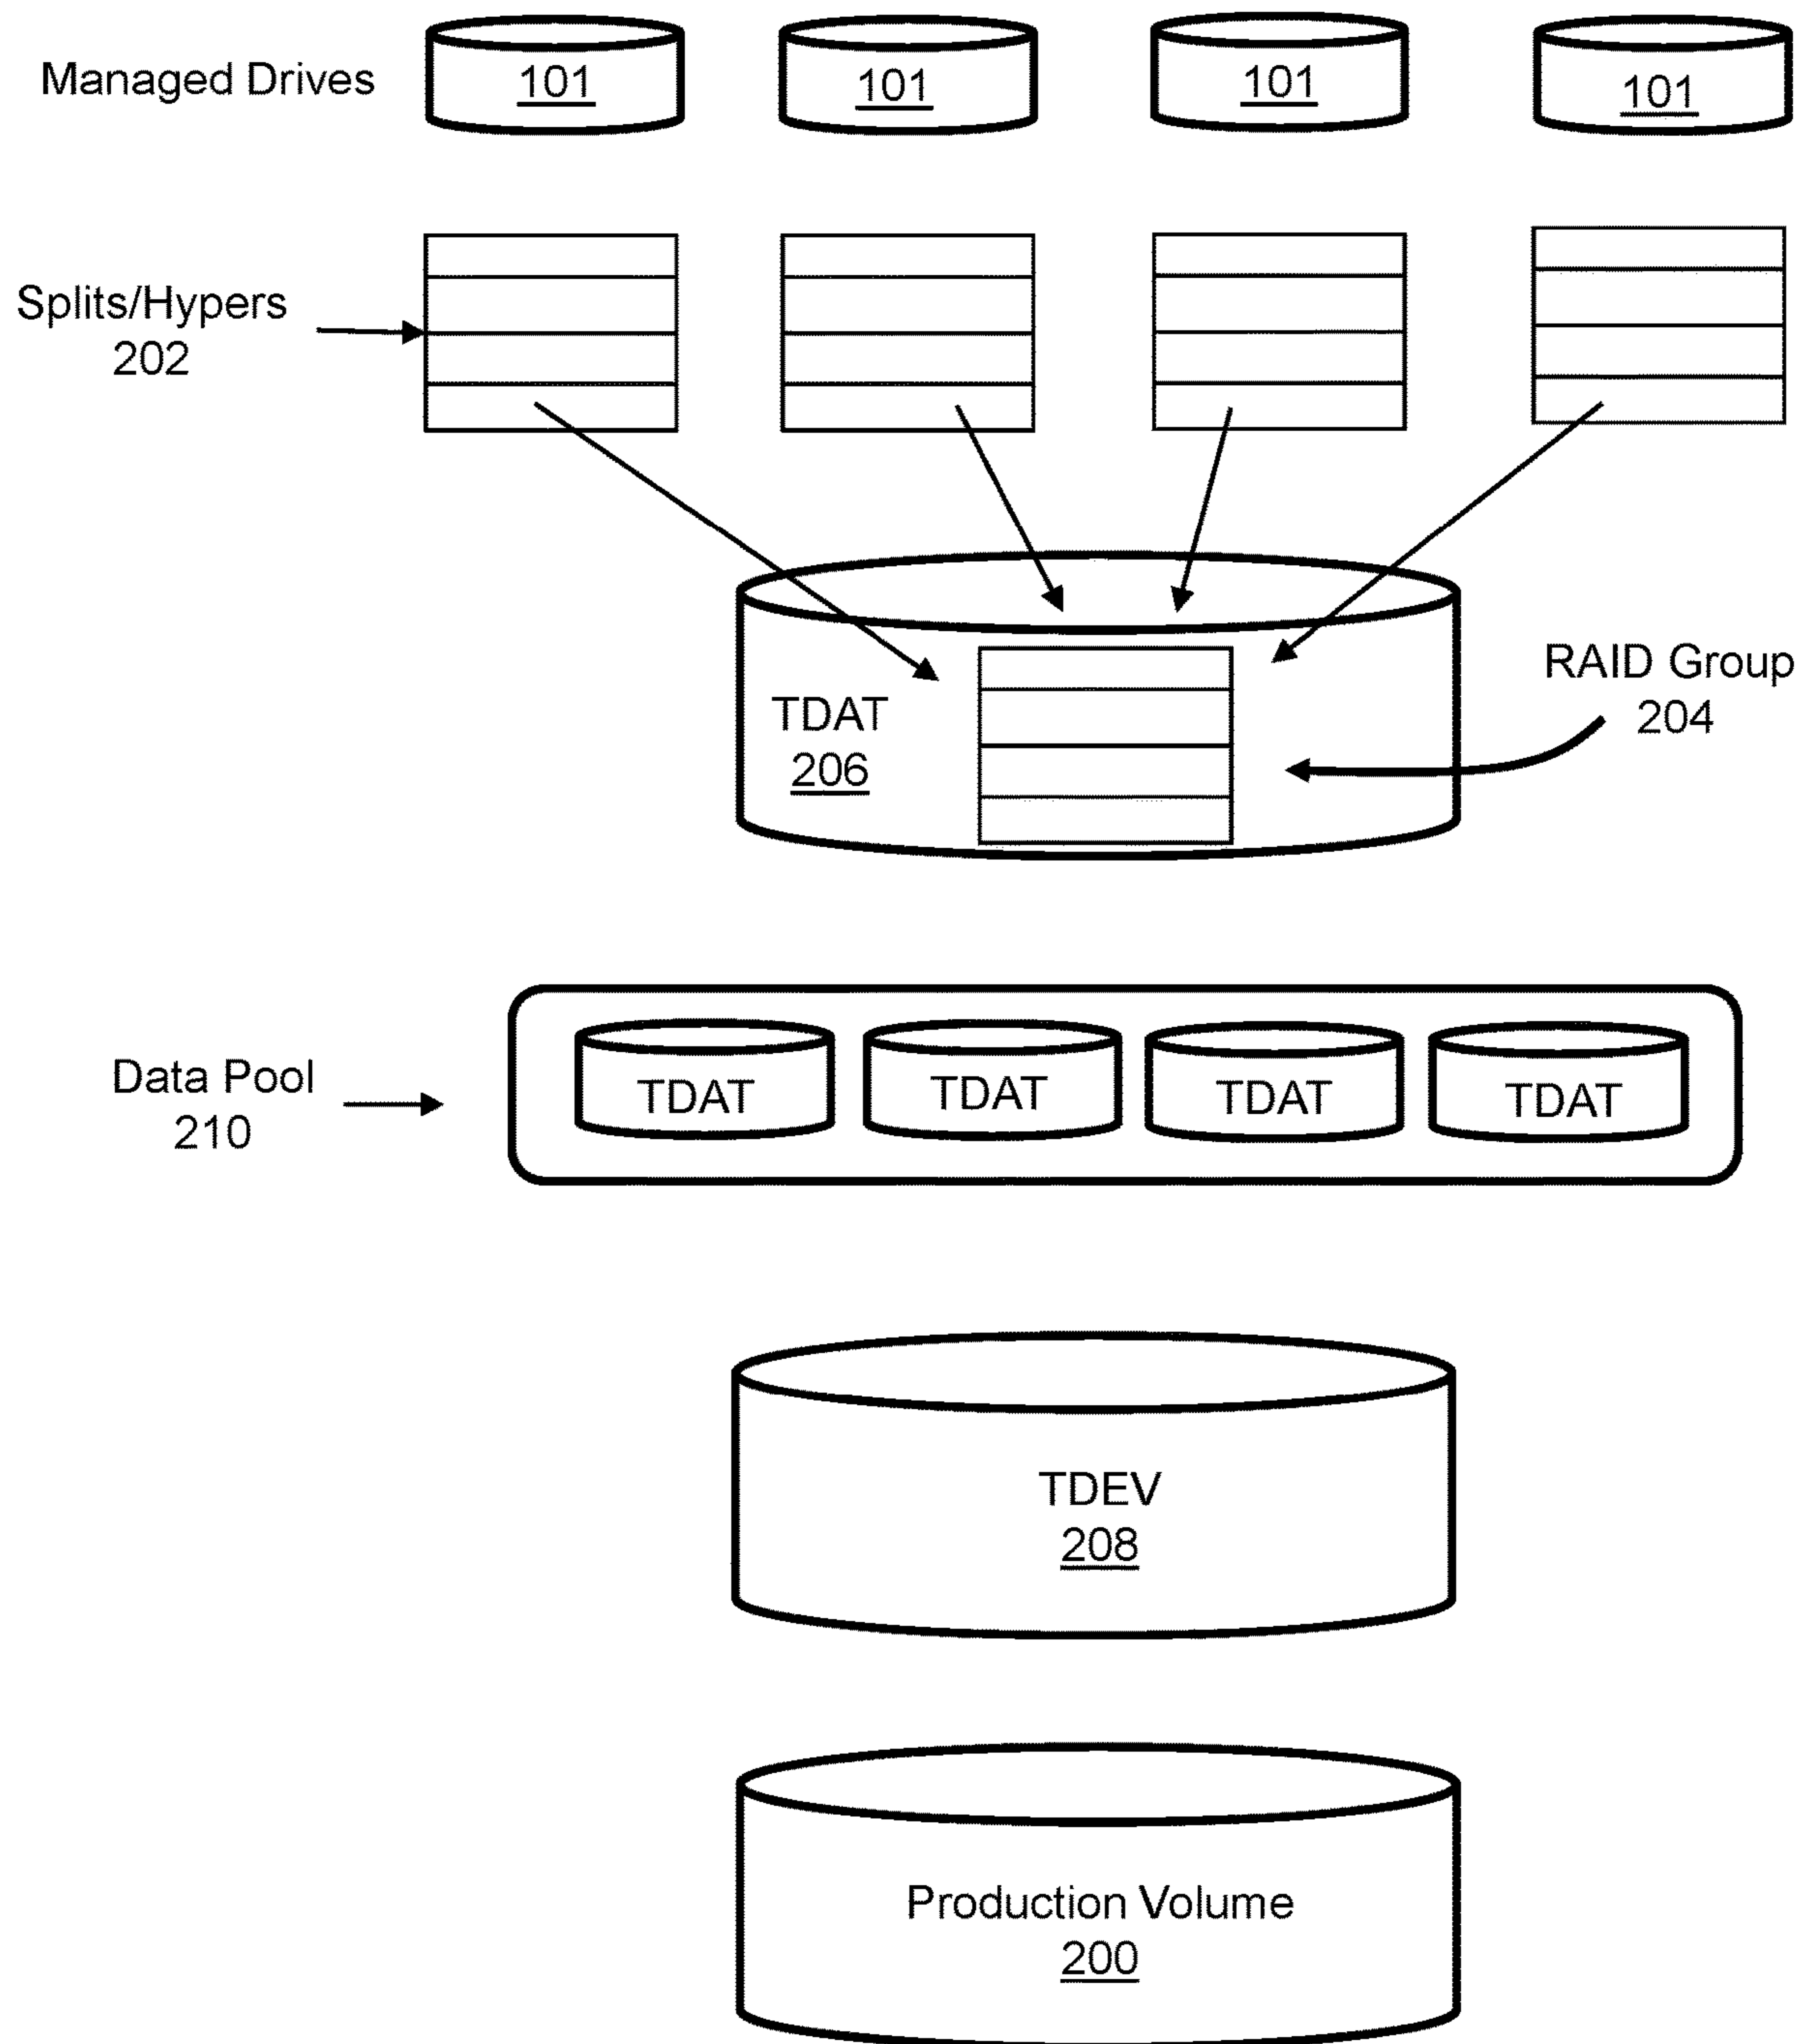 Managed Drives
101
101
101
101
Splits/Hypers
202
TDAT
206
RAID Group
204
Data Pool
210
TDAT
TDAT
TDAT
TDAT
TDEV
208
Production Volume
200